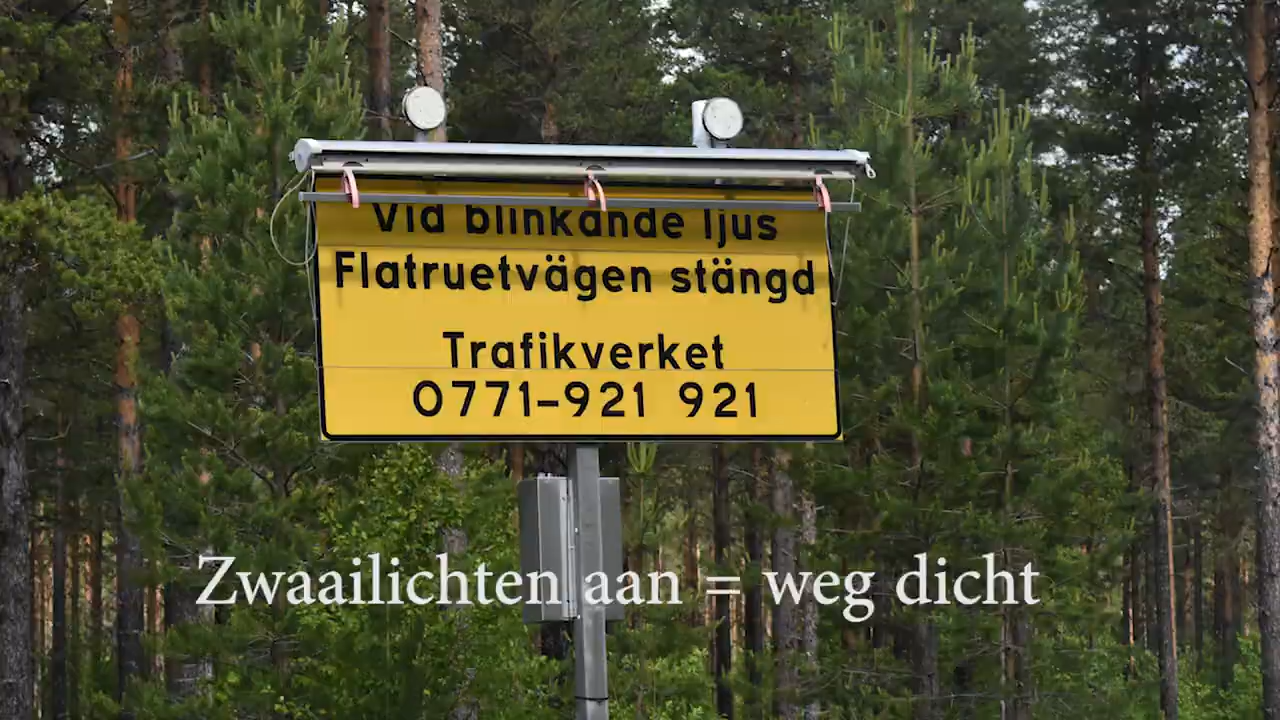 Vid blinkande ljus
Flatruetvägen stängd
Trafikverket
0771-921 921
Zwaailichten aan = weg dicht